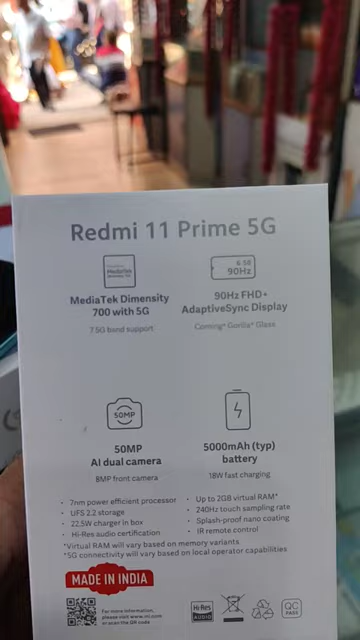 Redmi 11 Prime 5G
MediaTek
6.58
90Hz
MediaTek Dimensity
700 with 5G
7 5G band support
90Hz FHD+
AdaptiveSync Display
Corning® Gorilla® Glass
50MP
50MP
AI dual camera
8MP front camera
5000mAh (typ)
battery
18W fast charging
• 7nm power efficient processor
• UFS 2.2 storage
• 22.5W charger in box
• Hi-Res audio certification
• Up to 2GB virtual RAM*
• 240Hz touch sampling rate
• Splash-proof nano coating
• IR remote control
*Virtual RAM will vary based on memory variants
*5G connectivity will vary based on local operator capabilities
MADE IN INDIA
For more information,
please visit www.mi.com
or scan the QR code
Hi-Res
AUDIO
QC
PASS